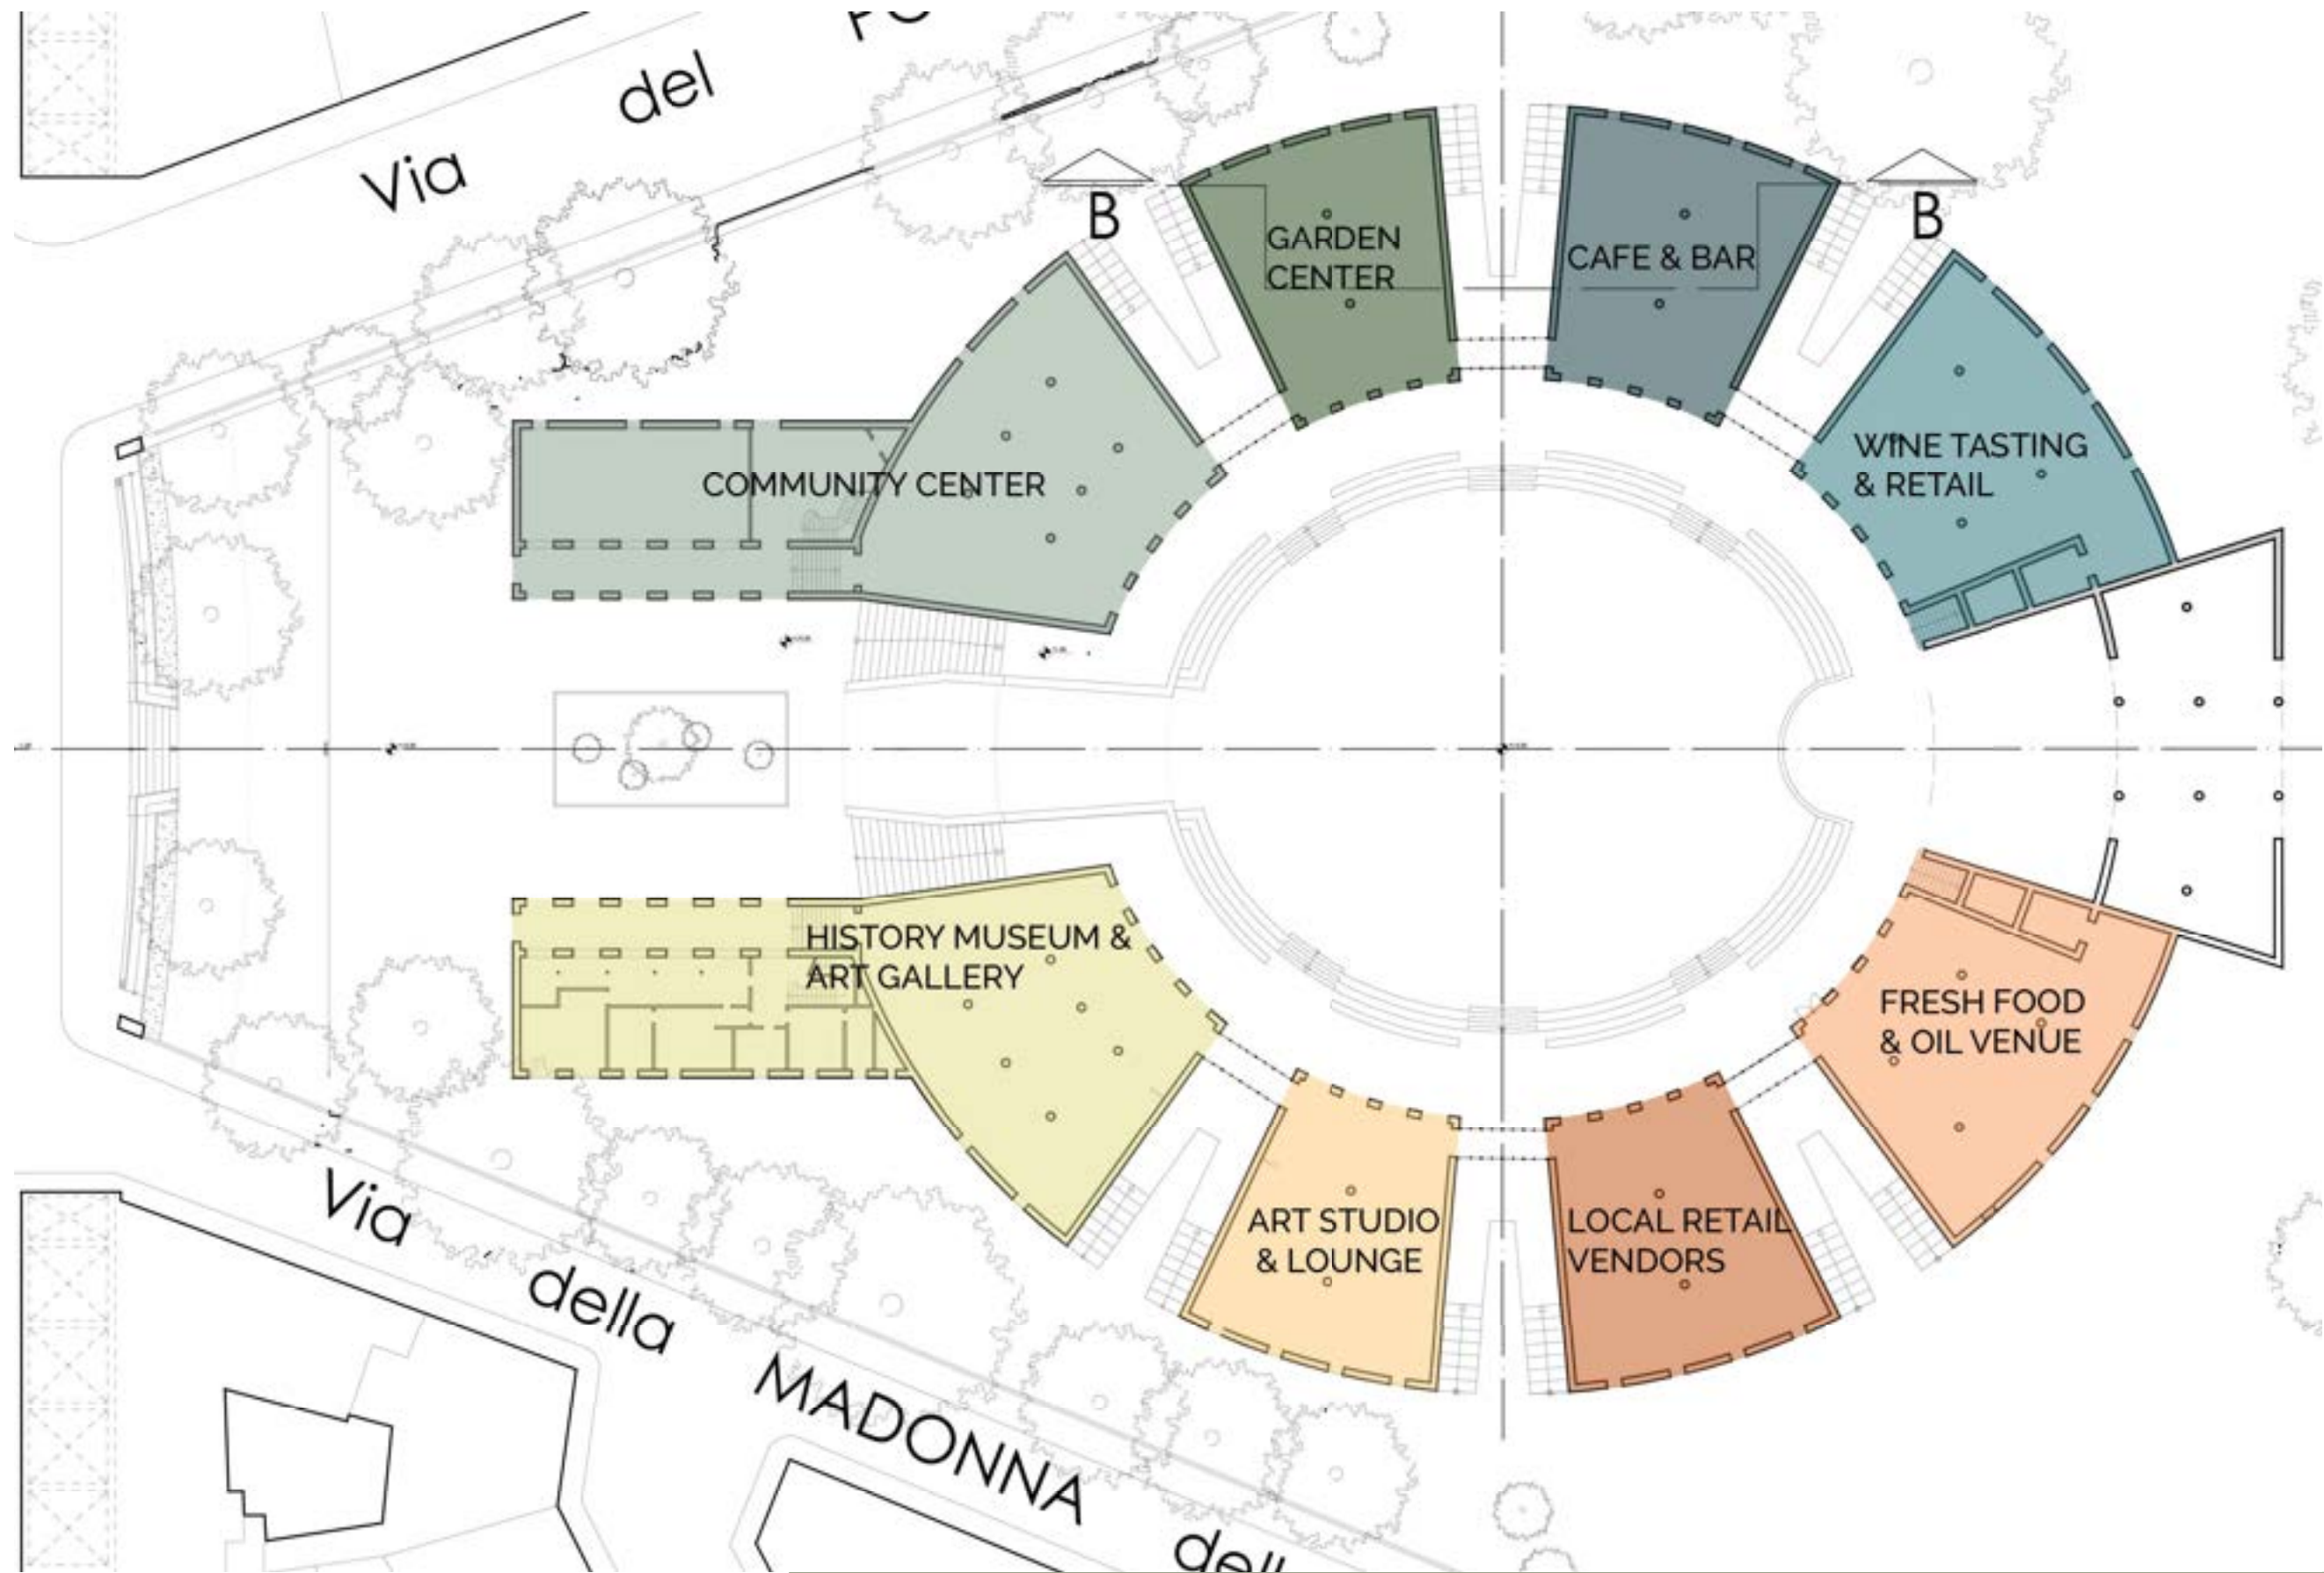 Via del
B
B
GARDEN
CENTER
CAFE & BAR
WINE TASTING
& RETAIL
COMMUNITY CENTER
HISTORY MUSEUM &
ART GALLERY
FRESH FOOD
& OIL VENUE
ART STUDIO
& LOUNGE
LOCAL RETAIL
VENDORS
Via della MADONNA